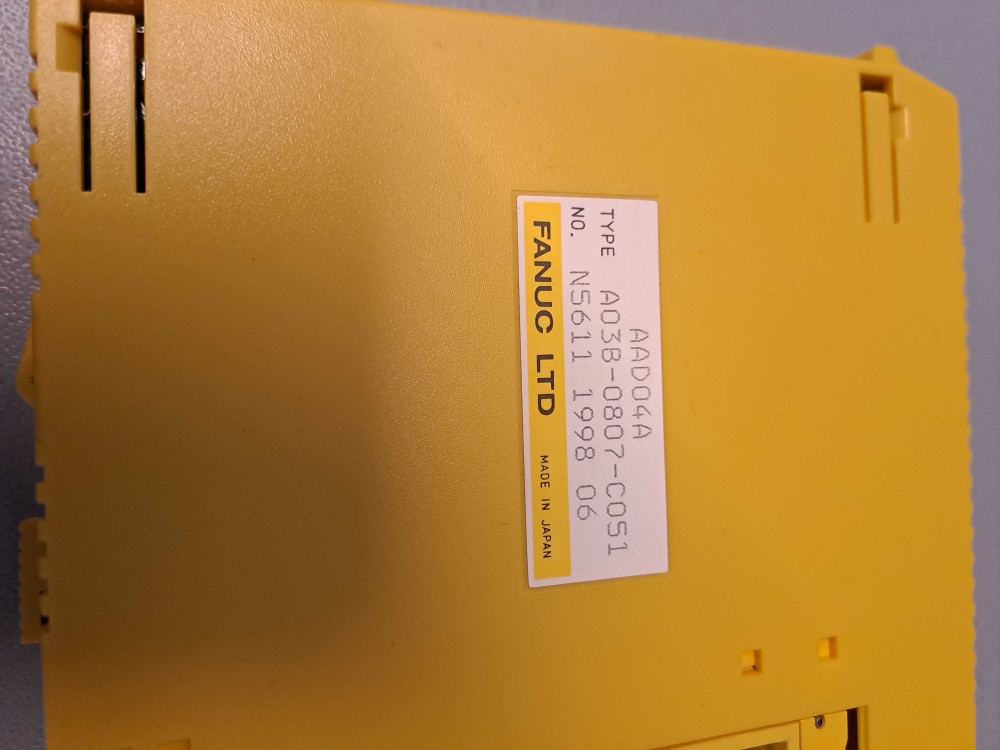 AAD04A
TYPE A03B-0807-C051
NO. N5611 1998 06
FANUC LTD MADE IN JAPAN